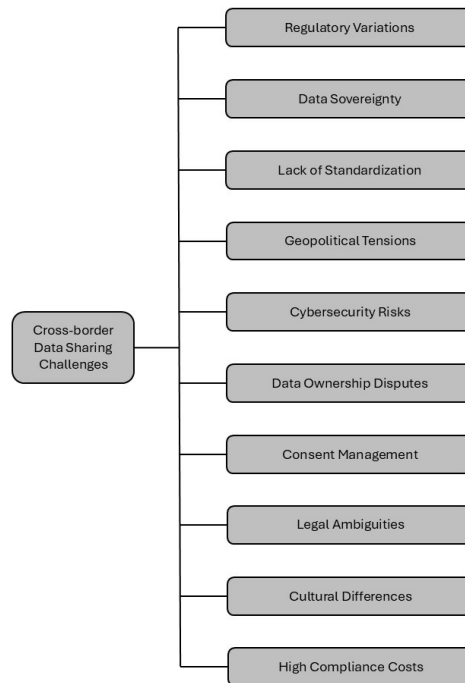 Regulatory Variations
Data Sovereignty
Lack of Standardization
Geopolitical Tensions
Cybersecurity Risks
Cross-border
Data Sharing
Challenges
Data Ownership Disputes
Consent Management
Legal Ambiguities
Cultural Differences
High Compliance Costs